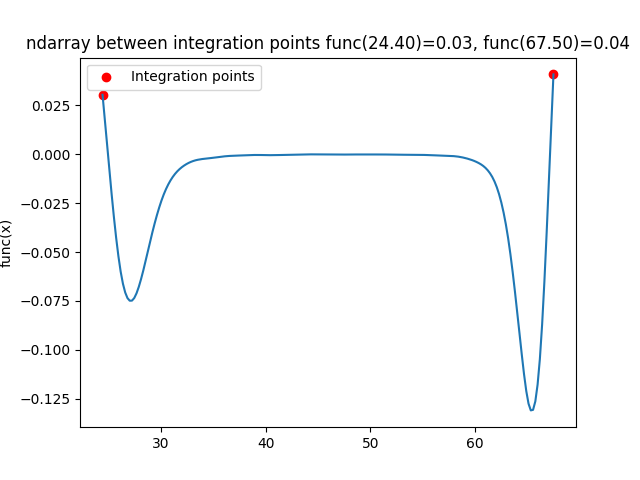 ndarray between integration points func(24.40)=0.03, func(67.50)=0.04
Integration points
func(x)
0.025
0.000
−0.025
−0.050
−0.075
−0.100
−0.125
30 40 50 60